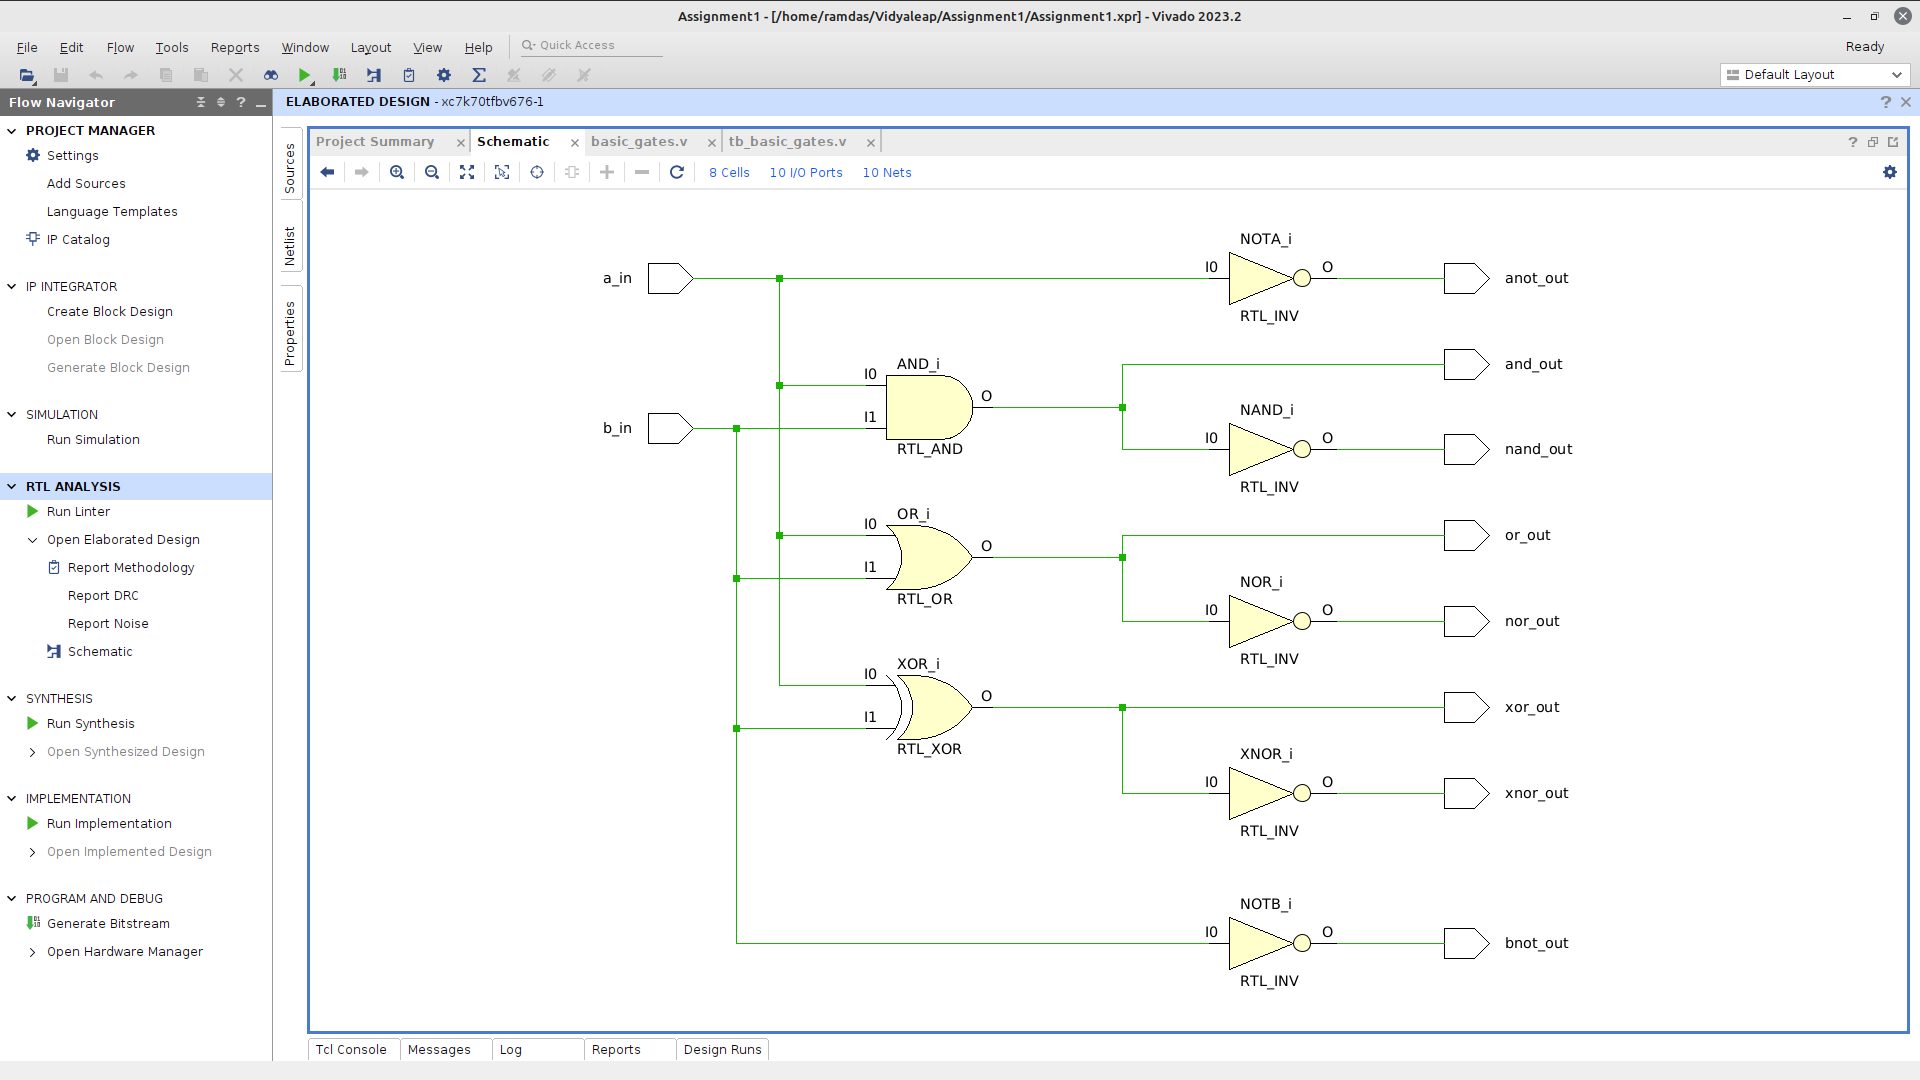 Assignment1 - [/home/ramdas/Vidyaleap/Assignment1/Assignment1.xpr] - Vivado 2023.2
File Edit Flow Tools Reports Window Layout View Help Quick Access Ready
Default Layout
Flow Navigator
ELABORATED DESIGN - xc7k70tfbv676-1
PROJECT MANAGER
Settings
Add Sources
Language Templates
IP Catalog
IP INTEGRATOR
Create Block Design
Open Block Design
Generate Block Design
SIMULATION
Run Simulation
RTL ANALYSIS
Run Linter
Open Elaborated Design
Report Methodology
Report DRC
Report Noise
Schematic
SYNTHESIS
Run Synthesis
Open Synthesized Design
IMPLEMENTATION
Run Implementation
Open Implemented Design
PROGRAM AND DEBUG
Generate Bitstream
Open Hardware Manager
Sources
Netlist
Properties
Project Summary Schematic basic_gates.v tb_basic_gates.v
8 Cells 10 I/O Ports 10 Nets
NOTA_i
a_in I0 O anot_out
RTL_INV
AND_i and_out
I0
O
I1
b_in
RTL_AND
NAND_i
I0 O nand_out
RTL_INV
OR_i
I0 or_out
O
I1
RTL_OR
NOR_i
I0 O nor_out
RTL_INV
XOR_i
I0
O xor_out
I1
RTL_XOR
XNOR_i
I0 O xnor_out
RTL_INV
NOTB_i
I0 O bnot_out
RTL_INV
Tcl Console Messages Log Reports Design Runs